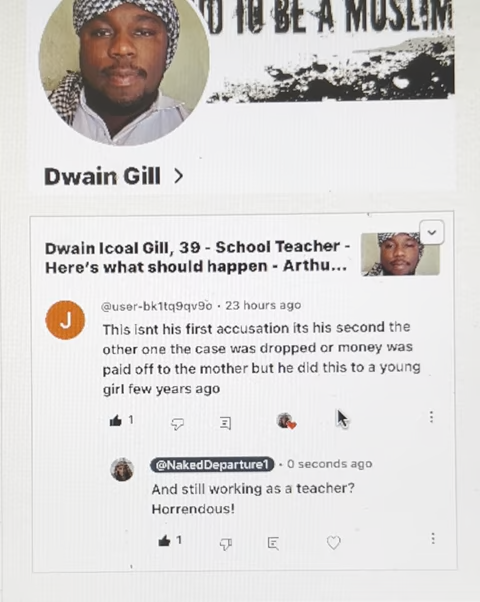 D TO BE A MUSLIM
Dwain Gill >
Dwain Icoal Gill, 39 - School Teacher -
Here's what should happen - Arthu...
J
@user-bk1tq9qv9o · 23 hours ago
This isnt his first accusation its his second the
other one the case was dropped or money was
paid off to the mother but he did this to a young
girl few years ago
1
@NakedDeparture1 · 0 seconds ago
And still working as a teacher?
Horrendous!
1